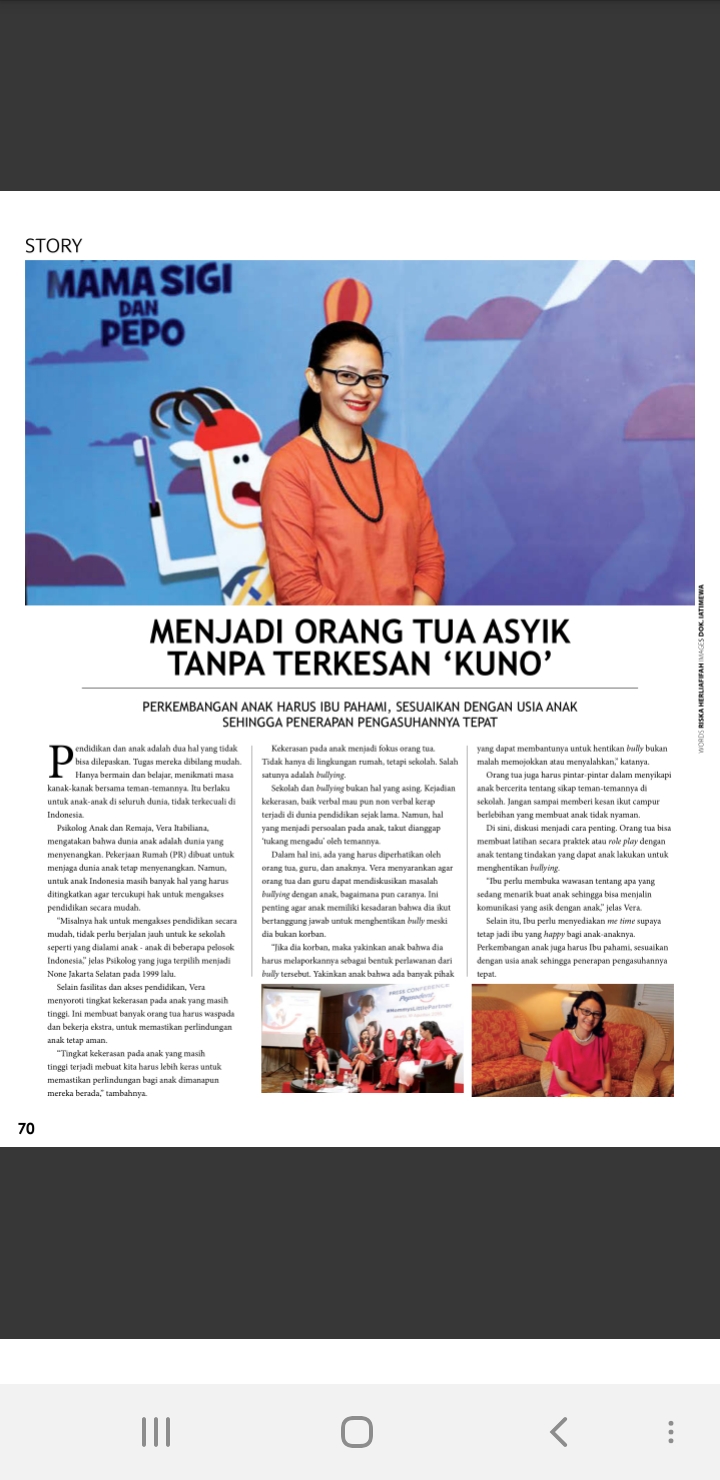 STORY
MAMA SIGI
DAN
PEPO
WORDS RISKA HERLIAFIFAH IMAGES DOK. IATIMEWA
MENJADI ORANG TUA ASYIK
TANPA TERKESAN ‘KUNO’
PERKEMBANGAN ANAK HARUS IBU PAHAMI, SESUAIKAN DENGAN USIA ANAK
SEHINGGA PENERAPAN PENGASUHANNYA TEPAT
Pendidikan dan anak adalah dua hal yang tidak
bisa dilepaskan. Tugas mereka dibilang mudah.
Hanya bermain dan belajar, menikmati masa
kanak-kanak bersama teman-temannya. Itu berlaku
untuk anak-anak di seluruh dunia, tidak terkecuali di
Indonesia.
Psikolog Anak dan Remaja, Vera Itabiliana,
mengatakan bahwa dunia anak adalah dunia yang
menyenangkan. Pekerjaan Rumah (PR) dibuat untuk
menjaga dunia anak tetap menyenangkan. Namun,
untuk anak Indonesia masih banyak hal yang harus
ditingkatkan agar tercukupi hak untuk mengakses
pendidikan secara mudah.
“Misalnya hak untuk mengakses pendidikan secara
mudah, tidak perlu berjalan jauh untuk ke sekolah
seperti yang dialami anak - anak di beberapa pelosok
Indonesia,” jelas Psikolog yang juga terpilih menjadi
None Jakarta Selatan pada 1999 lalu.
Selain fasilitas dan akses pendidikan, Vera
menyoroti tingkat kekerasan pada anak yang masih
tinggi. Ini membuat banyak orang tua harus waspada
dan bekerja ekstra, untuk memastikan perlindungan
anak tetap aman.
“Tingkat kekerasan pada anak yang masih
tinggi terjadi mebuat kita harus lebih keras untuk
memastikan perlindungan bagi anak dimanapun
mereka berada,” tambahnya.
Kekerasan pada anak menjadi fokus orang tua.
Tidak hanya di lingkungan rumah, tetapi sekolah. Salah
satunya adalah bullying.
Sekolah dan bullying bukan hal yang asing. Kejadian
kekerasan, baik verbal mau pun non verbal kerap
terjadi di dunia pendidikan sejak lama. Namun, hal
yang menjadi persoalan pada anak, takut dianggap
‘tukang mengadu’ oleh temannya.
Dalam hal ini, ada yang harus diperhatikan oleh
orang tua, guru, dan anaknya. Vera menyarankan agar
orang tua dan guru dapat mendiskusikan masalah
bullying dengan anak, bagaimana pun caranya. Ini
penting agar anak memiliki kesadaran bahwa dia ikut
bertanggung jawab untuk menghentikan bully meski
dia bukan korban.
“Jika dia korban, maka yakinkan anak bahwa dia
harus melaporkannya sebagai bentuk perlawanan dari
bully tersebut. Yakinkan anak bahwa ada banyak pihak
yang dapat membantunya untuk hentikan bully bukan
malah memojokkan atau menyalahkan,” katanya.
Orang tua juga harus pintar-pintar dalam menyikapi
anak bercerita tentang sikap teman-temannya di
sekolah. Jangan sampai memberi kesan ikut campur
berlebihan yang membuat anak tidak nyaman.
Di sini, diskusi menjadi cara penting. Orang tua bisa
membuat latihan secara praktek atau role play dengan
anak tentang tindakan yang dapat anak lakukan untuk
menghentikan bullying.
“Ibu perlu membuka wawasan tentang apa yang
sedang menarik buat anak sehingga bisa menjalin
komunikasi yang asik dengan anak,” jelas Vera.
Selain itu, Ibu perlu menyediakan me time supaya
tetap jadi ibu yang happy bagi anak-anaknya.
Perkembangan anak juga harus Ibu pahami, sesuaikan
dengan usia anak sehingga penerapan pengasuhannya
tepat.
PRESS CONFERENCE
Pepsodent
#MommysLittlePartner
70